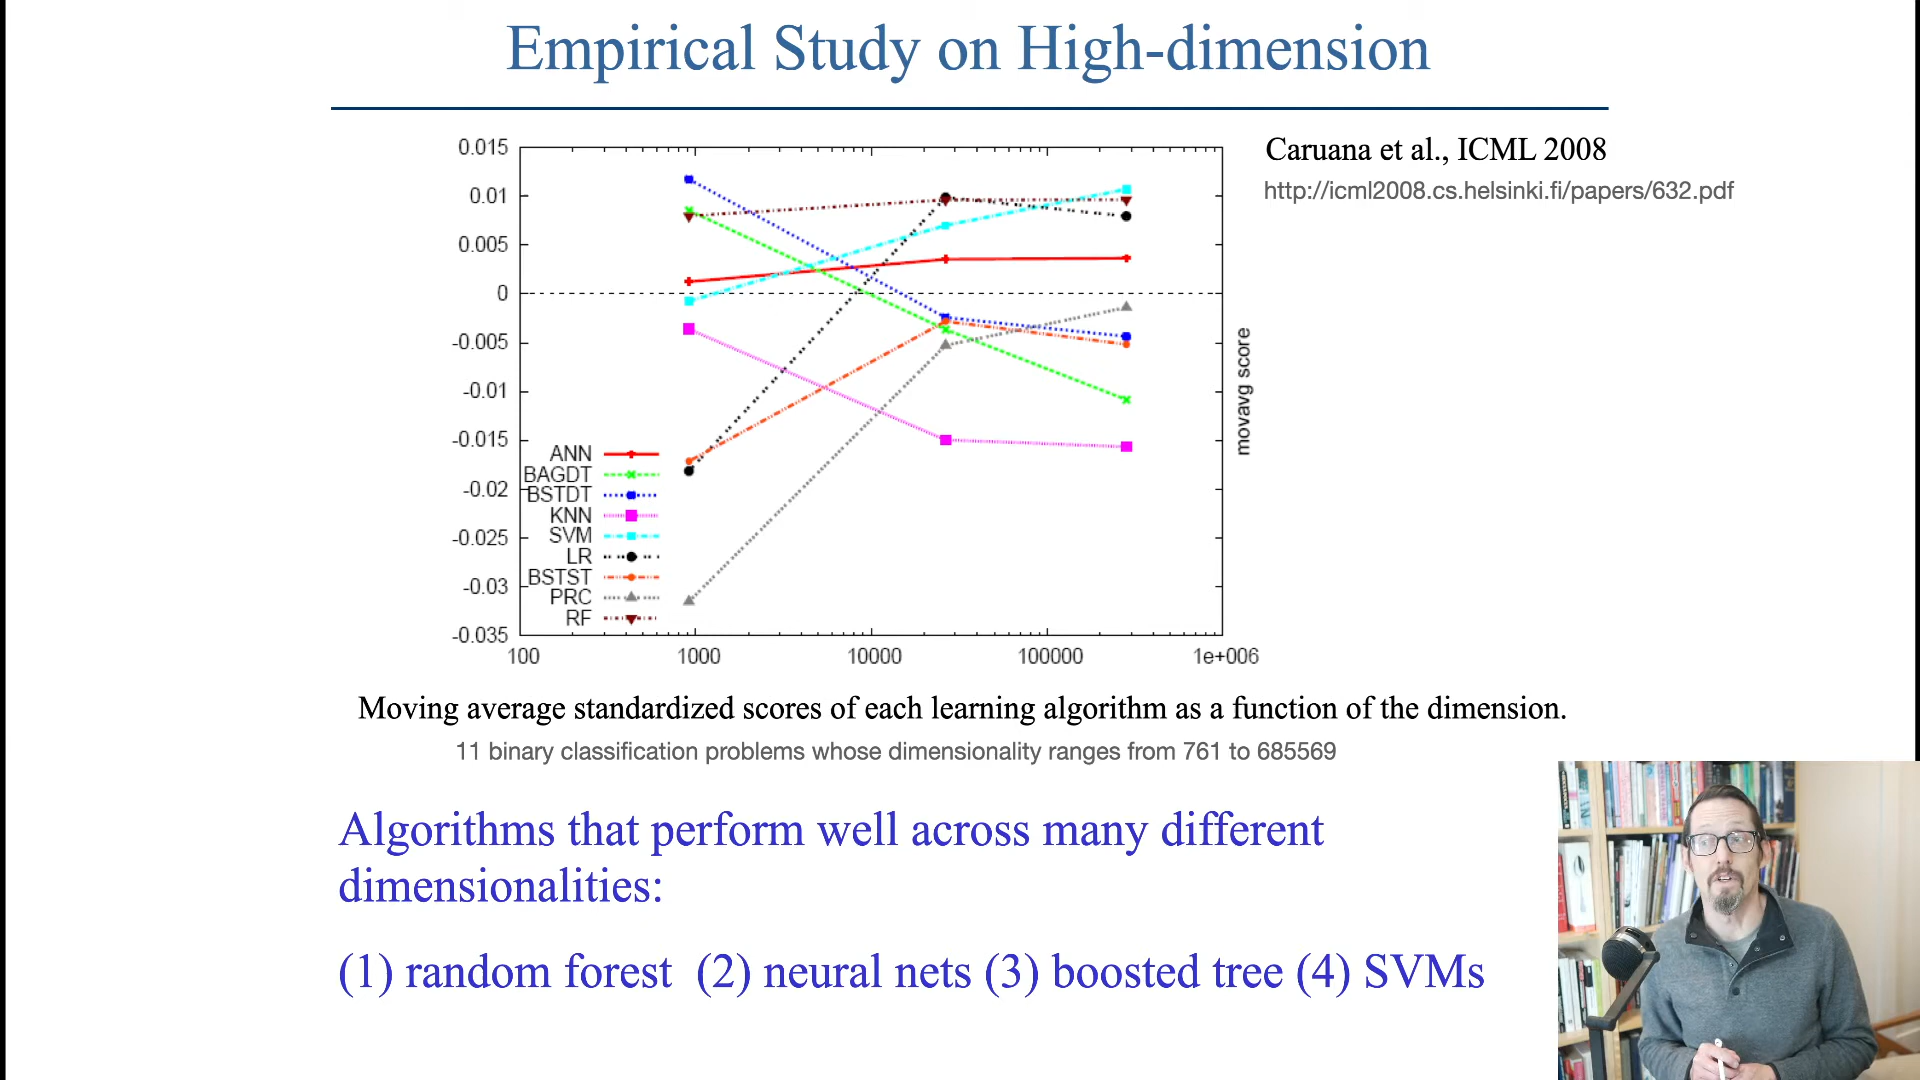 Empirical Study on High-dimension
Caruana et al., ICML 2008
http://icml2008.cs.helsinki.fi/papers/632.pdf
0.015
0.01
0.005
0
-0.005
-0.01
-0.015
-0.02
-0.025
-0.03
-0.035
ANN
BAGDT
BSTDT
KNN
SVM
LR
BSTST
PRC
RF
movavg score
100 1000 10000 100000 1e+006
Moving average standardized scores of each learning algorithm as a function of the dimension.
11 binary classification problems whose dimensionality ranges from 761 to 685569
Algorithms that perform well across many different
dimensionalities:
(1) random forest (2) neural nets (3) boosted tree (4) SVMs